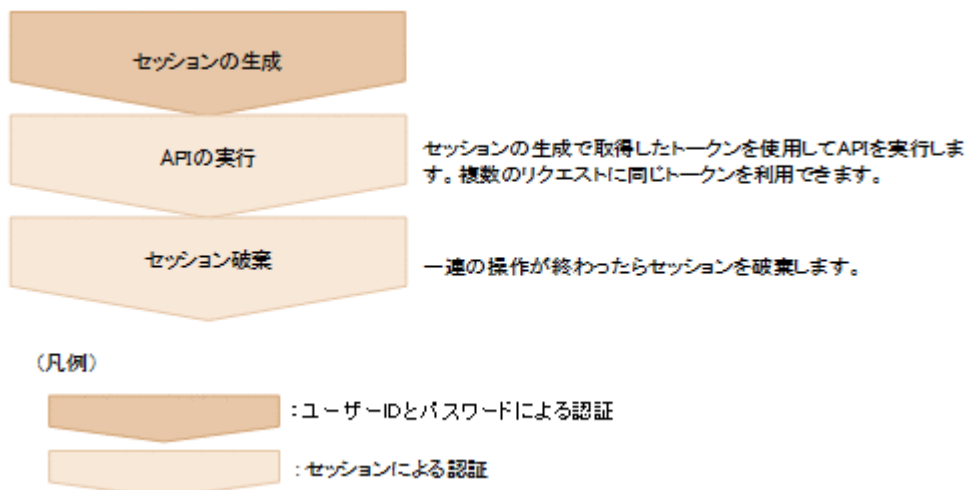 セッションの生成
APIの実行
セッションの生成で取得したトークンを使用してAPIを実行しま
す。複数のリクエストに同じトークンを利用できます。
セッション破棄
一連の操作が終わったらセッションを破棄します。
（凡例）
：ユーザーIDとパスワードによる認証
：セッションによる認証